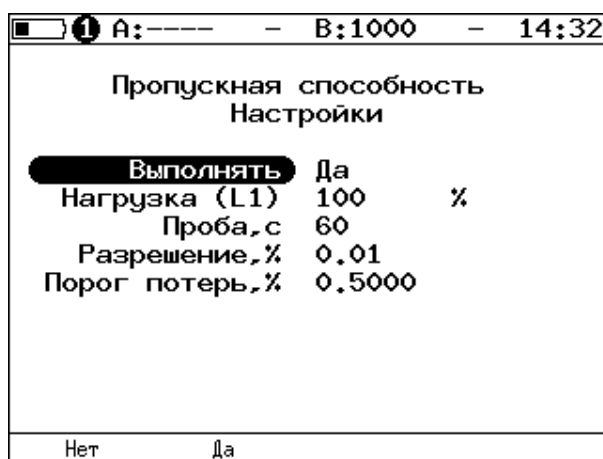 1 A:---- – B:1000 – 14:32
Пропускная способность
Настройки
Выполнять Да
Нагрузка (L1) 100 %
Проба,с 60
Разрешение,% 0.01
Порог потерь,% 0.5000
Нет Да